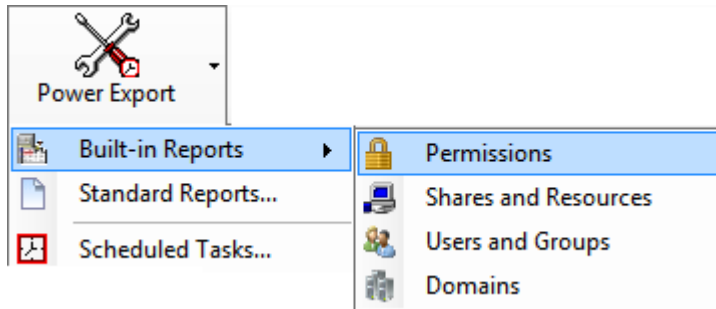 Power Export
Built-in Reports
Standard Reports...
Scheduled Tasks...
Permissions
Shares and Resources
Users and Groups
Domains